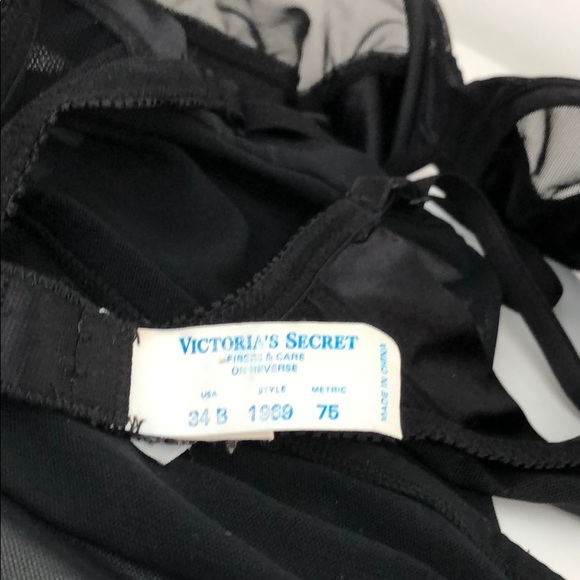 VICTORIA'S SECRET
FIBERS & CARE
ON REVERSE
USA STYLE METRIC
34 B 1989 75
MADE IN CHINA